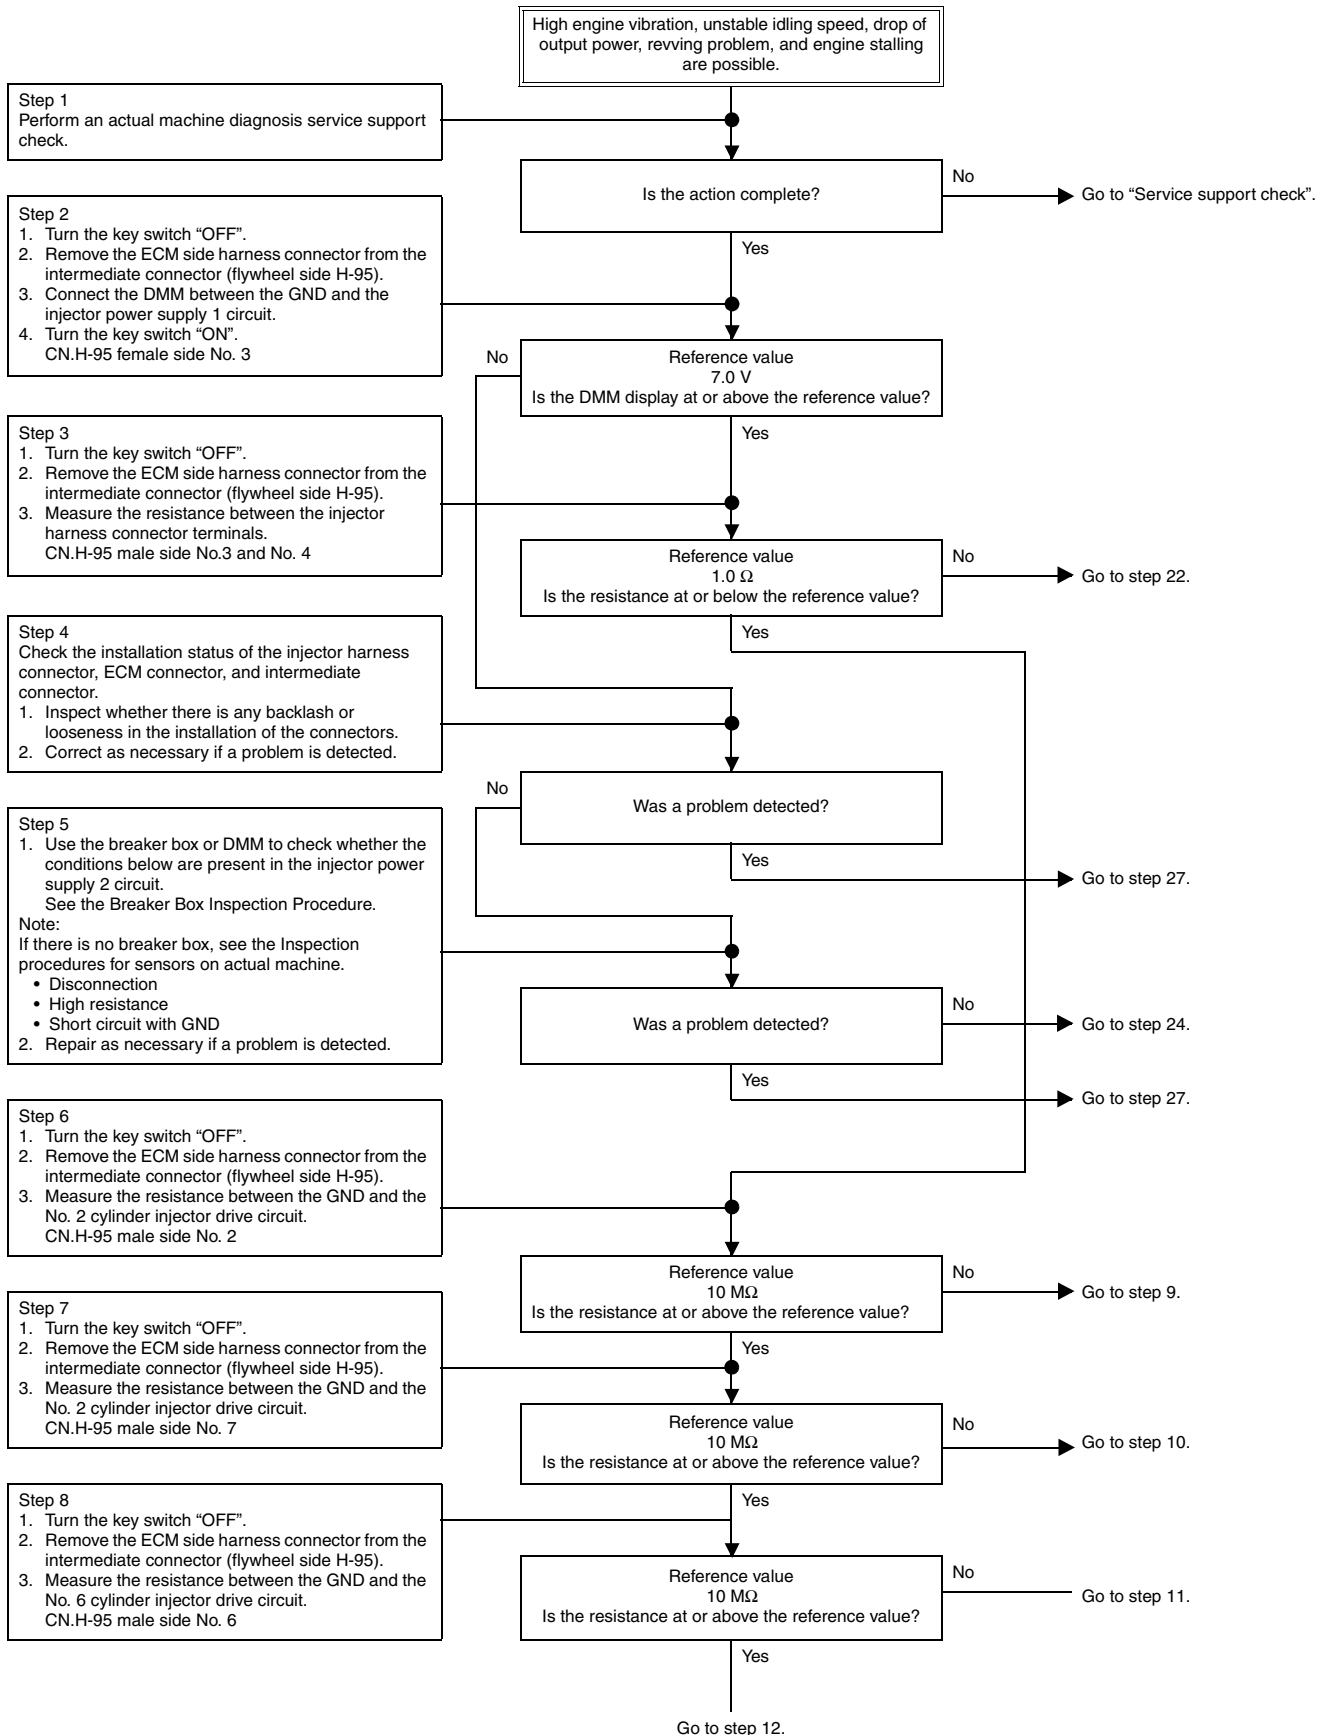 High engine vibration, unstable idling speed, drop of
output power, revving problem, and engine stalling
are possible.
Step 1
Perform an actual machine diagnosis service support
check.
Is the action complete?
No
Go to “Service support check”.
Yes
Step 2
1. Turn the key switch “OFF”.
2. Remove the ECM side harness connector from the
intermediate connector (flywheel side H-95).
3. Connect the DMM between the GND and the
injector power supply 1 circuit.
4. Turn the key switch “ON”.
CN.H-95 female side No. 3
No
Reference value
7.0 V
Is the DMM display at or above the reference value?
Yes
Step 3
1. Turn the key switch “OFF”.
2. Remove the ECM side harness connector from the
intermediate connector (flywheel side H-95).
3. Measure the resistance between the injector
harness connector terminals.
CN.H-95 male side No.3 and No. 4
Reference value
1.0 Ω
Is the resistance at or below the reference value?
No
Go to step 22.
Yes
Step 4
Check the installation status of the injector harness
connector, ECM connector, and intermediate
connector.
1. Inspect whether there is any backlash or
looseness in the installation of the connectors.
2. Correct as necessary if a problem is detected.
No
Was a problem detected?
Yes
Go to step 27.
Step 5
1. Use the breaker box or DMM to check whether the
conditions below are present in the injector power
supply 2 circuit.
See the Breaker Box Inspection Procedure.
Note:
If there is no breaker box, see the Inspection
procedures for sensors on actual machine.
• Disconnection
• High resistance
• Short circuit with GND
2. Repair as necessary if a problem is detected.
Was a problem detected?
No
Go to step 24.
Yes
Go to step 27.
Step 6
1. Turn the key switch “OFF”.
2. Remove the ECM side harness connector from the
intermediate connector (flywheel side H-95).
3. Measure the resistance between the GND and the
No. 2 cylinder injector drive circuit.
CN.H-95 male side No. 2
Reference value
10 MΩ
Is the resistance at or above the reference value?
No
Go to step 9.
Yes
Step 7
1. Turn the key switch “OFF”.
2. Remove the ECM side harness connector from the
intermediate connector (flywheel side H-95).
3. Measure the resistance between the GND and the
No. 2 cylinder injector drive circuit.
CN.H-95 male side No. 7
Reference value
10 MΩ
Is the resistance at or above the reference value?
No
Go to step 10.
Yes
Step 8
1. Turn the key switch “OFF”.
2. Remove the ECM side harness connector from the
intermediate connector (flywheel side H-95).
3. Measure the resistance between the GND and the
No. 6 cylinder injector drive circuit.
CN.H-95 male side No. 6
Reference value
10 MΩ
Is the resistance at or above the reference value?
No
Go to step 11.
Yes
Go to step 12.